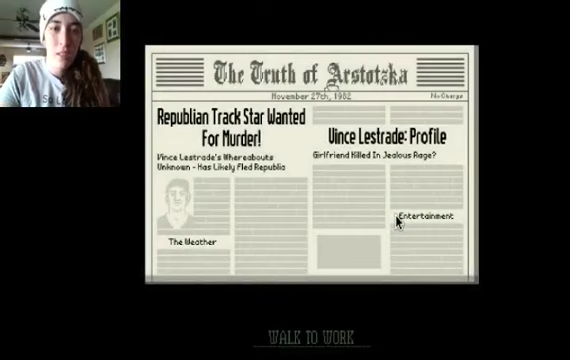 The Truth of Arstotzka
November 27th, 1982
No Charge
Republian Track Star Wanted
For Murder!
Vince Lestrade's Whereabouts
Unknown - Has Likely Fled Republia
The Weather
Vince Lestrade: Profile
Girlfriend Killed In Jealous Rage?
Entertainment
WALK TO WORK